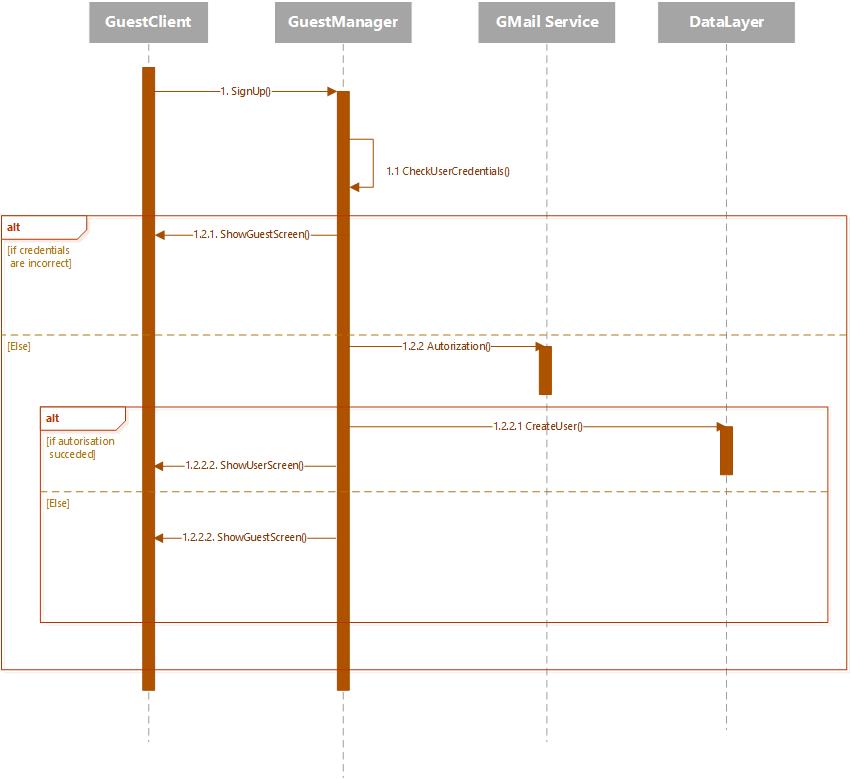 GuestClient
GuestManager
GMail Service
DataLayer
1. SignUp()
1.1 CheckUserCredentials()
alt
1.2.1. ShowGuestScreen()
[if credentials
are incorrect]
[Else]
1.2.2 Autorization()
alt
1.2.2.1 CreateUser()
[if autorisation
succeded]
1.2.2.2. ShowUserScreen()
[Else]
1.2.2.2. ShowGuestScreen()